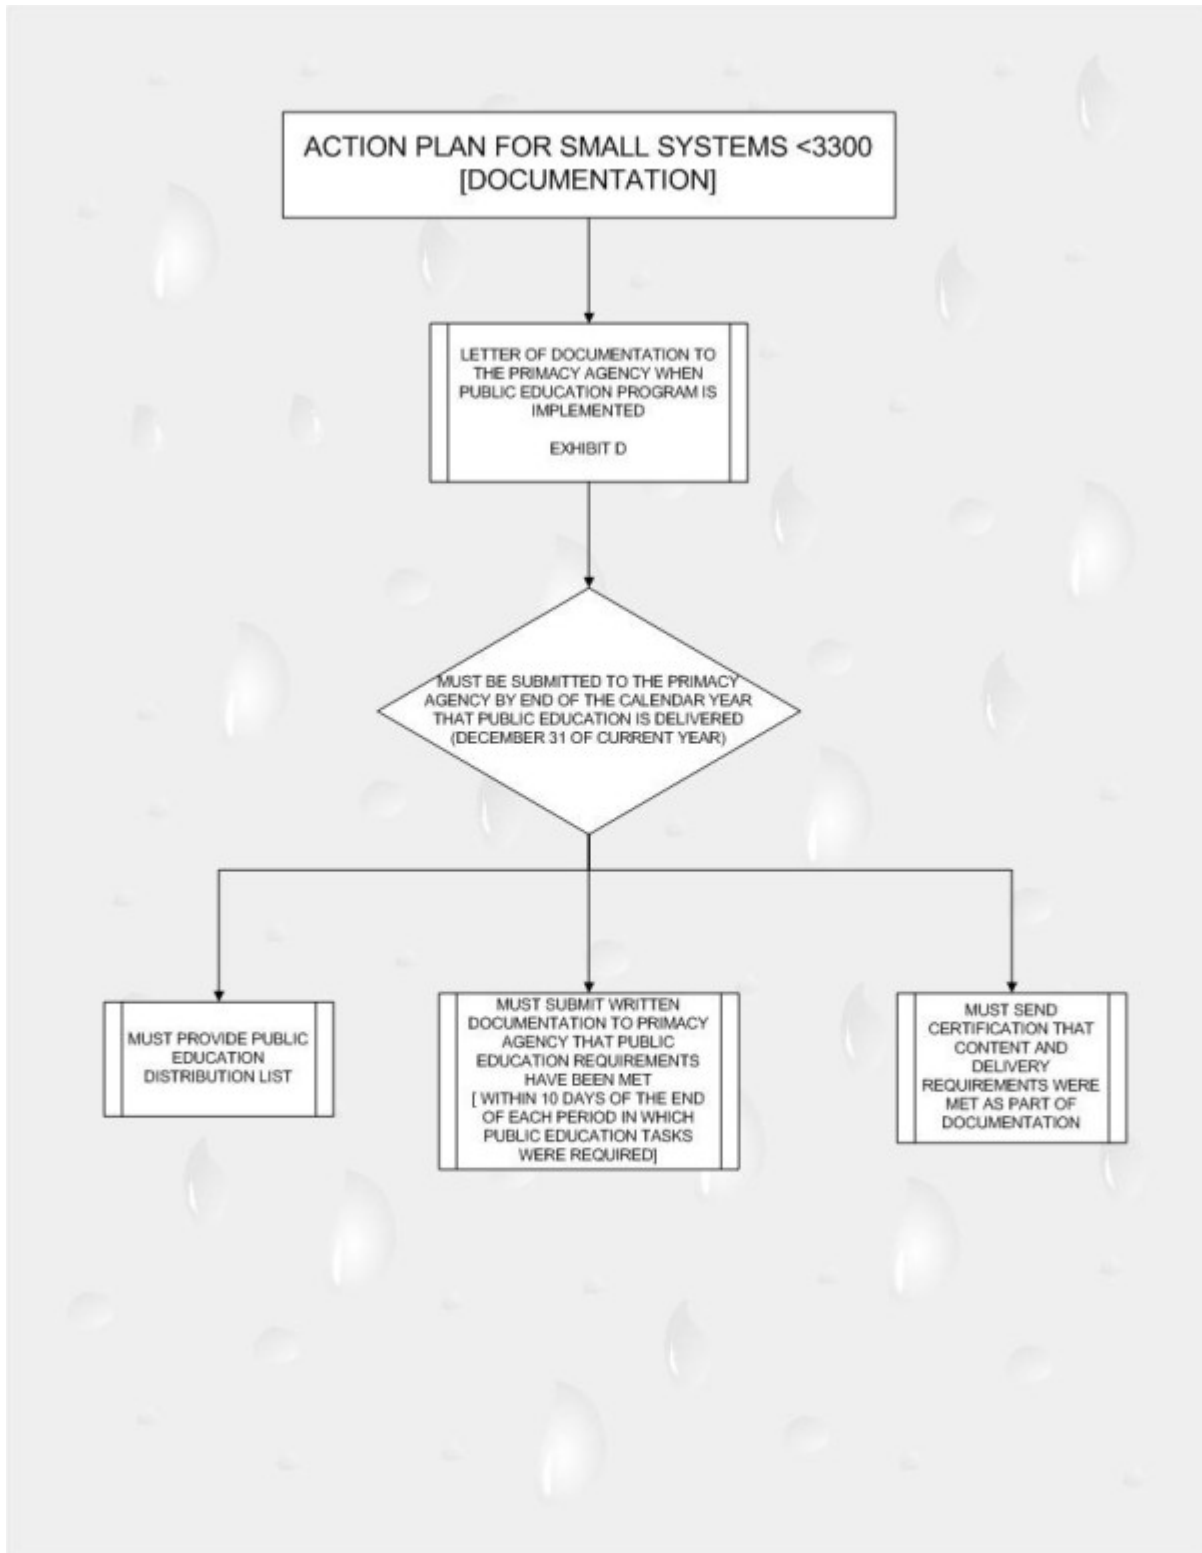 ACTION PLAN FOR SMALL SYSTEMS <3300
[DOCUMENTATION]
LETTER OF DOCUMENTATION TO
THE PRIMACY AGENCY WHEN
PUBLIC EDUCATION PROGRAM IS
IMPLEMENTED
EXHIBIT D
MUST BE SUBMITTED TO THE PRIMACY
AGENCY BY END OF THE CALENDAR YEAR
THAT PUBLIC EDUCATION IS DELIVERED
(DECEMBER 31 OF CURRENT YEAR)
MUST PROVIDE PUBLIC
EDUCATION
DISTRIBUTION LIST
MUST SUBMIT WRITTEN
DOCUMENTATION TO PRIMACY
AGENCY THAT PUBLIC
EDUCATION REQUIREMENTS
HAVE BEEN MET
[ WITHIN 10 DAYS OF THE END
OF EACH PERIOD IN WHICH
PUBLIC EDUCATION TASKS
WERE REQUIRED]
MUST SEND
CERTIFICATION THAT
CONTENT AND
DELIVERY
REQUIREMENTS WERE
MET AS PART OF
DOCUMENTATION